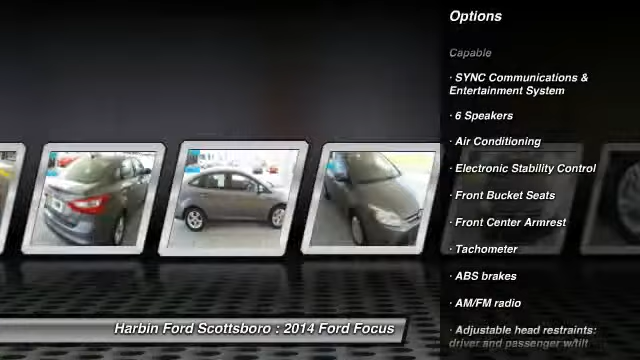 Options
Capable
· SYNC Communications &
Entertainment System
· 6 Speakers
· Air Conditioning
· Electronic Stability Control
· Front Bucket Seats
· Front Center Armrest
· Tachometer
· ABS brakes
· AM/FM radio
· Adjustable head restraints:
driver and passenger w/tilt
Harbin Ford Scottsboro : 2014 Ford Focus